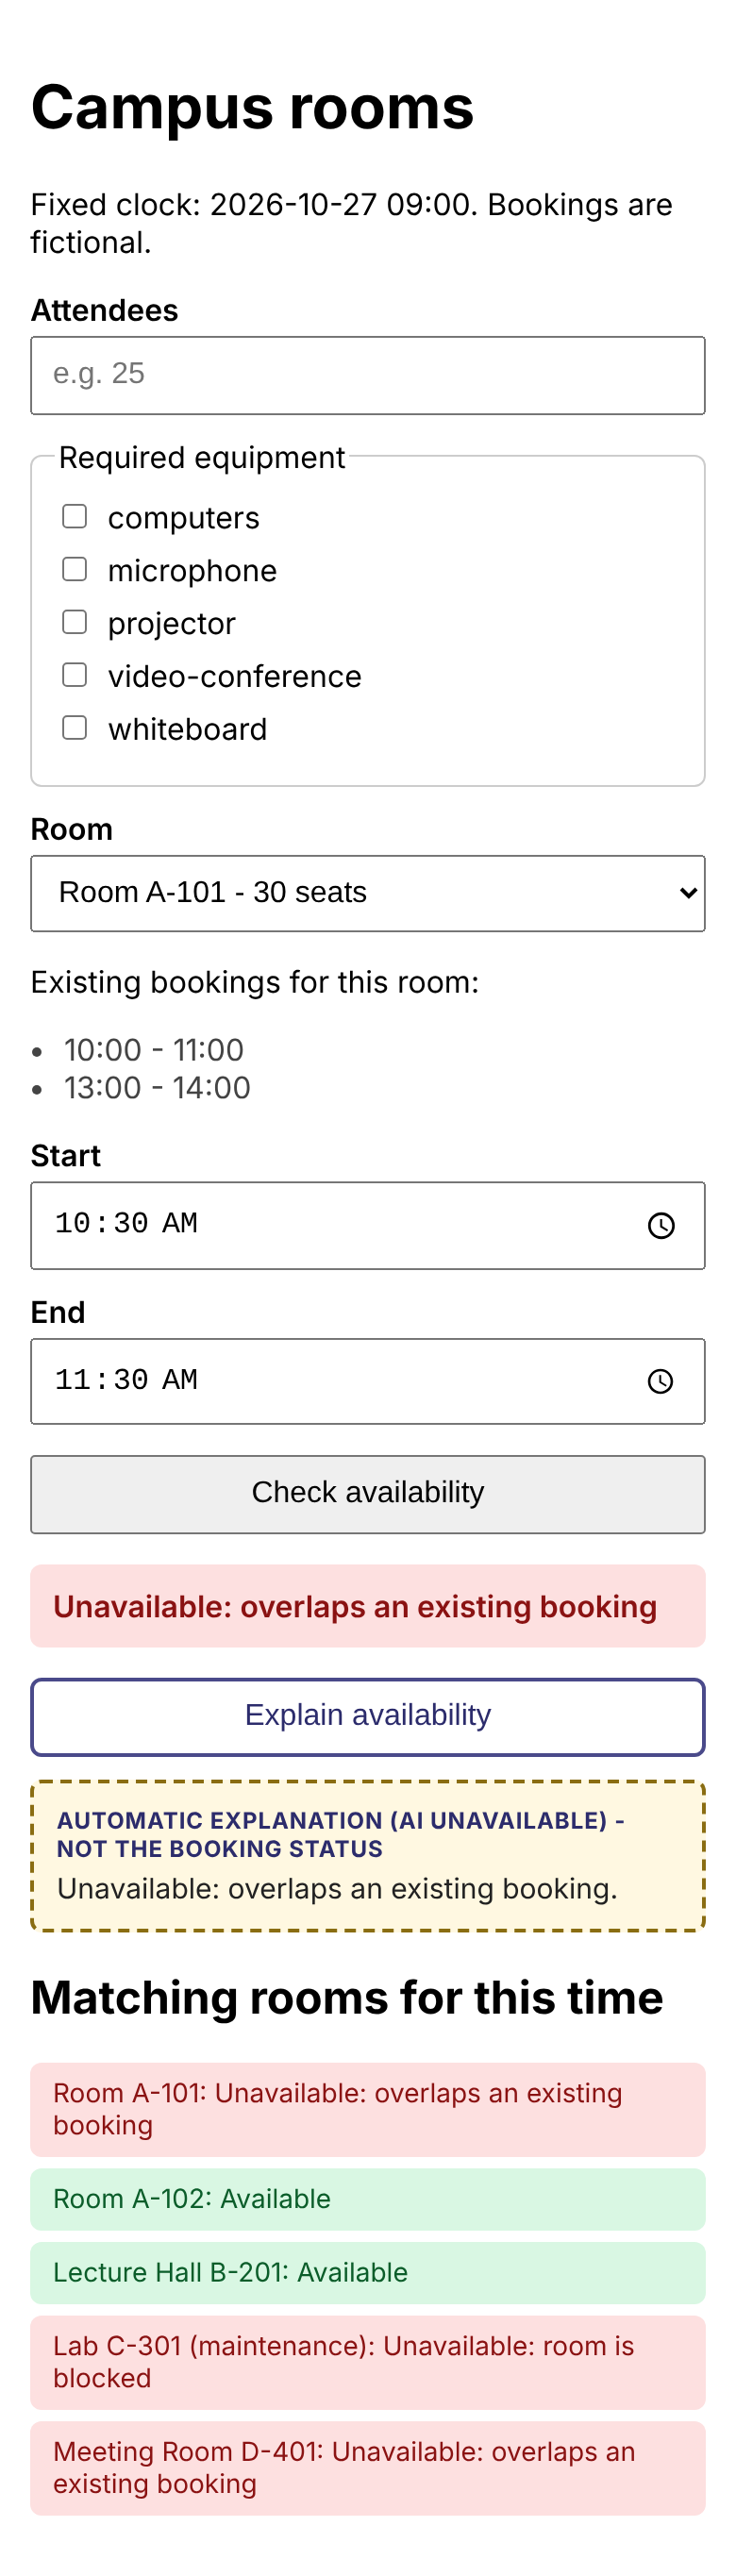 Campus rooms
Fixed clock: 2026-10-27 09:00. Bookings are
fictional.
Attendees
e.g. 25
Required equipment
computers
microphone
projector
video-conference
whiteboard
Room
Room A-101 - 30 seats
Existing bookings for this room:
• 10:00 - 11:00
• 13:00 - 14:00
Start
10:30 AM
End
11:30 AM
Check availability
Unavailable: overlaps an existing booking
Explain availability
AUTOMATIC EXPLANATION (AI UNAVAILABLE) -
NOT THE BOOKING STATUS
Unavailable: overlaps an existing booking.
Matching rooms for this time
Room A-101: Unavailable: overlaps an existing
booking
Room A-102: Available
Lecture Hall B-201: Available
Lab C-301 (maintenance): Unavailable: room is
blocked
Meeting Room D-401: Unavailable: overlaps an
existing booking